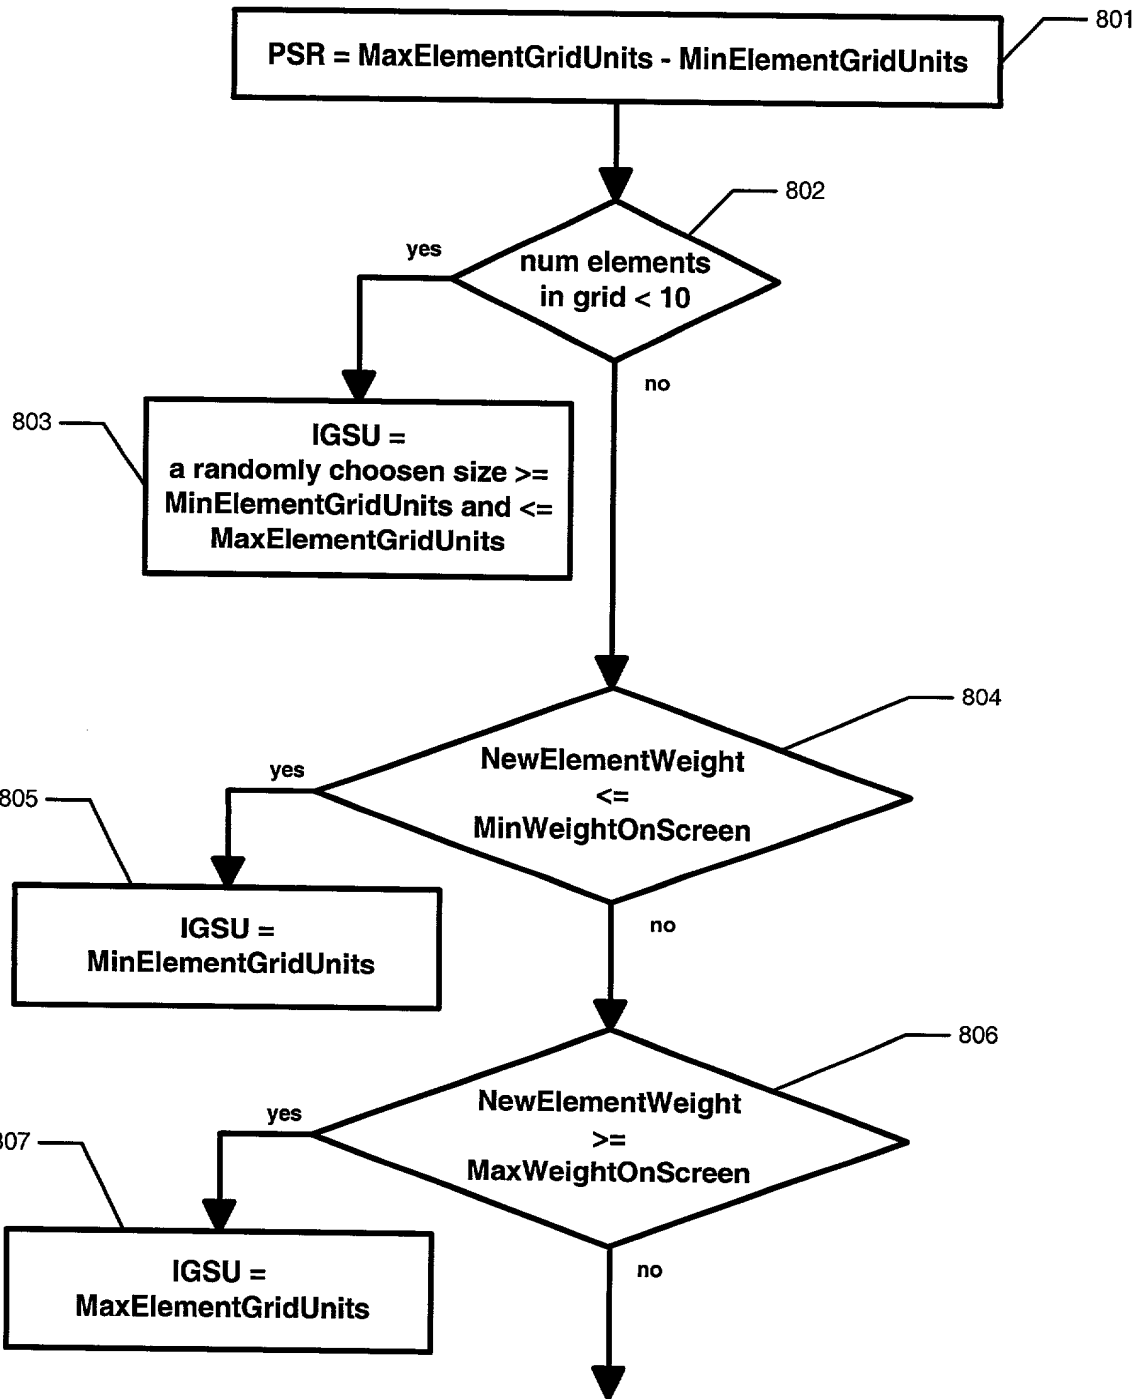 801
PSR = MaxElementGridUnits - MinElementGridUnits
802
yes
num elements
in grid < 10
no
803
IGSU =
a randomly choosen size >=
MinElementGridUnits and <=
MaxElementGridUnits
804
NewElementWeight
<=
MinWeightOnScreen
yes
805
no
IGSU =
MinElementGridUnits
806
NewElementWeight
>=
MaxWeightOnScreen
yes
807
no
IGSU =
MaxElementGridUnits